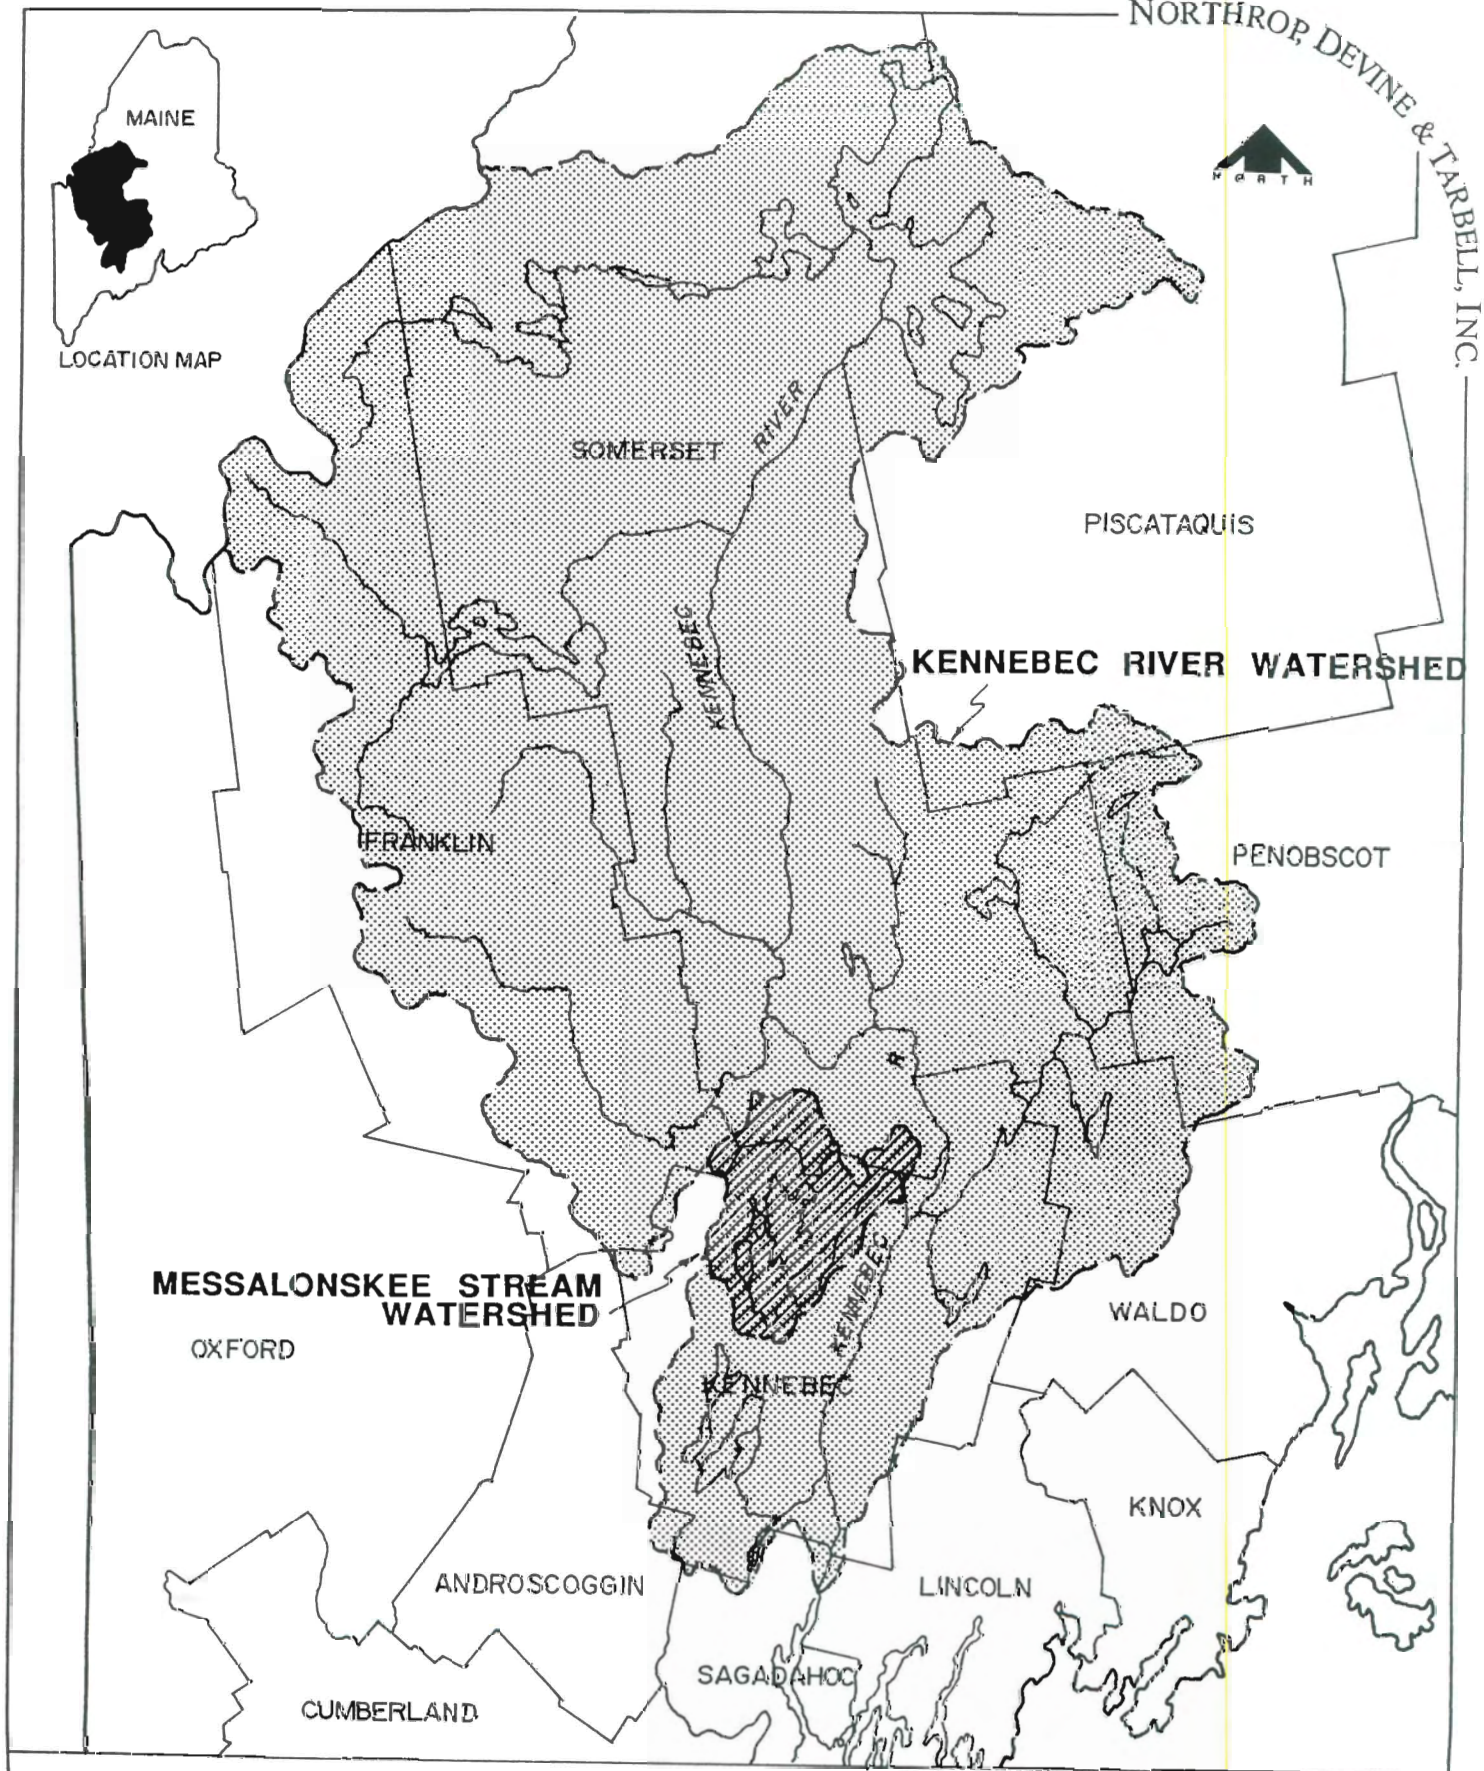 NORTHROP, DEVINE & TARBELL, INC.
MAINE
NORTH
LOCATION MAP
SOMERSET
RIVER
PISCATAQUIS
KENNEBEC
KENNEBEC RIVER WATERSHED
FRANKLIN
PENOBSCOT
R
KENNEBEC
MESSALONSKEE STREAM
WATERSHED
WALDO
OXFORD
KENNEBEC
KNOX
ANDROSCOGGIN
LINCOLN
SAGADAHOC
CUMBERLAND